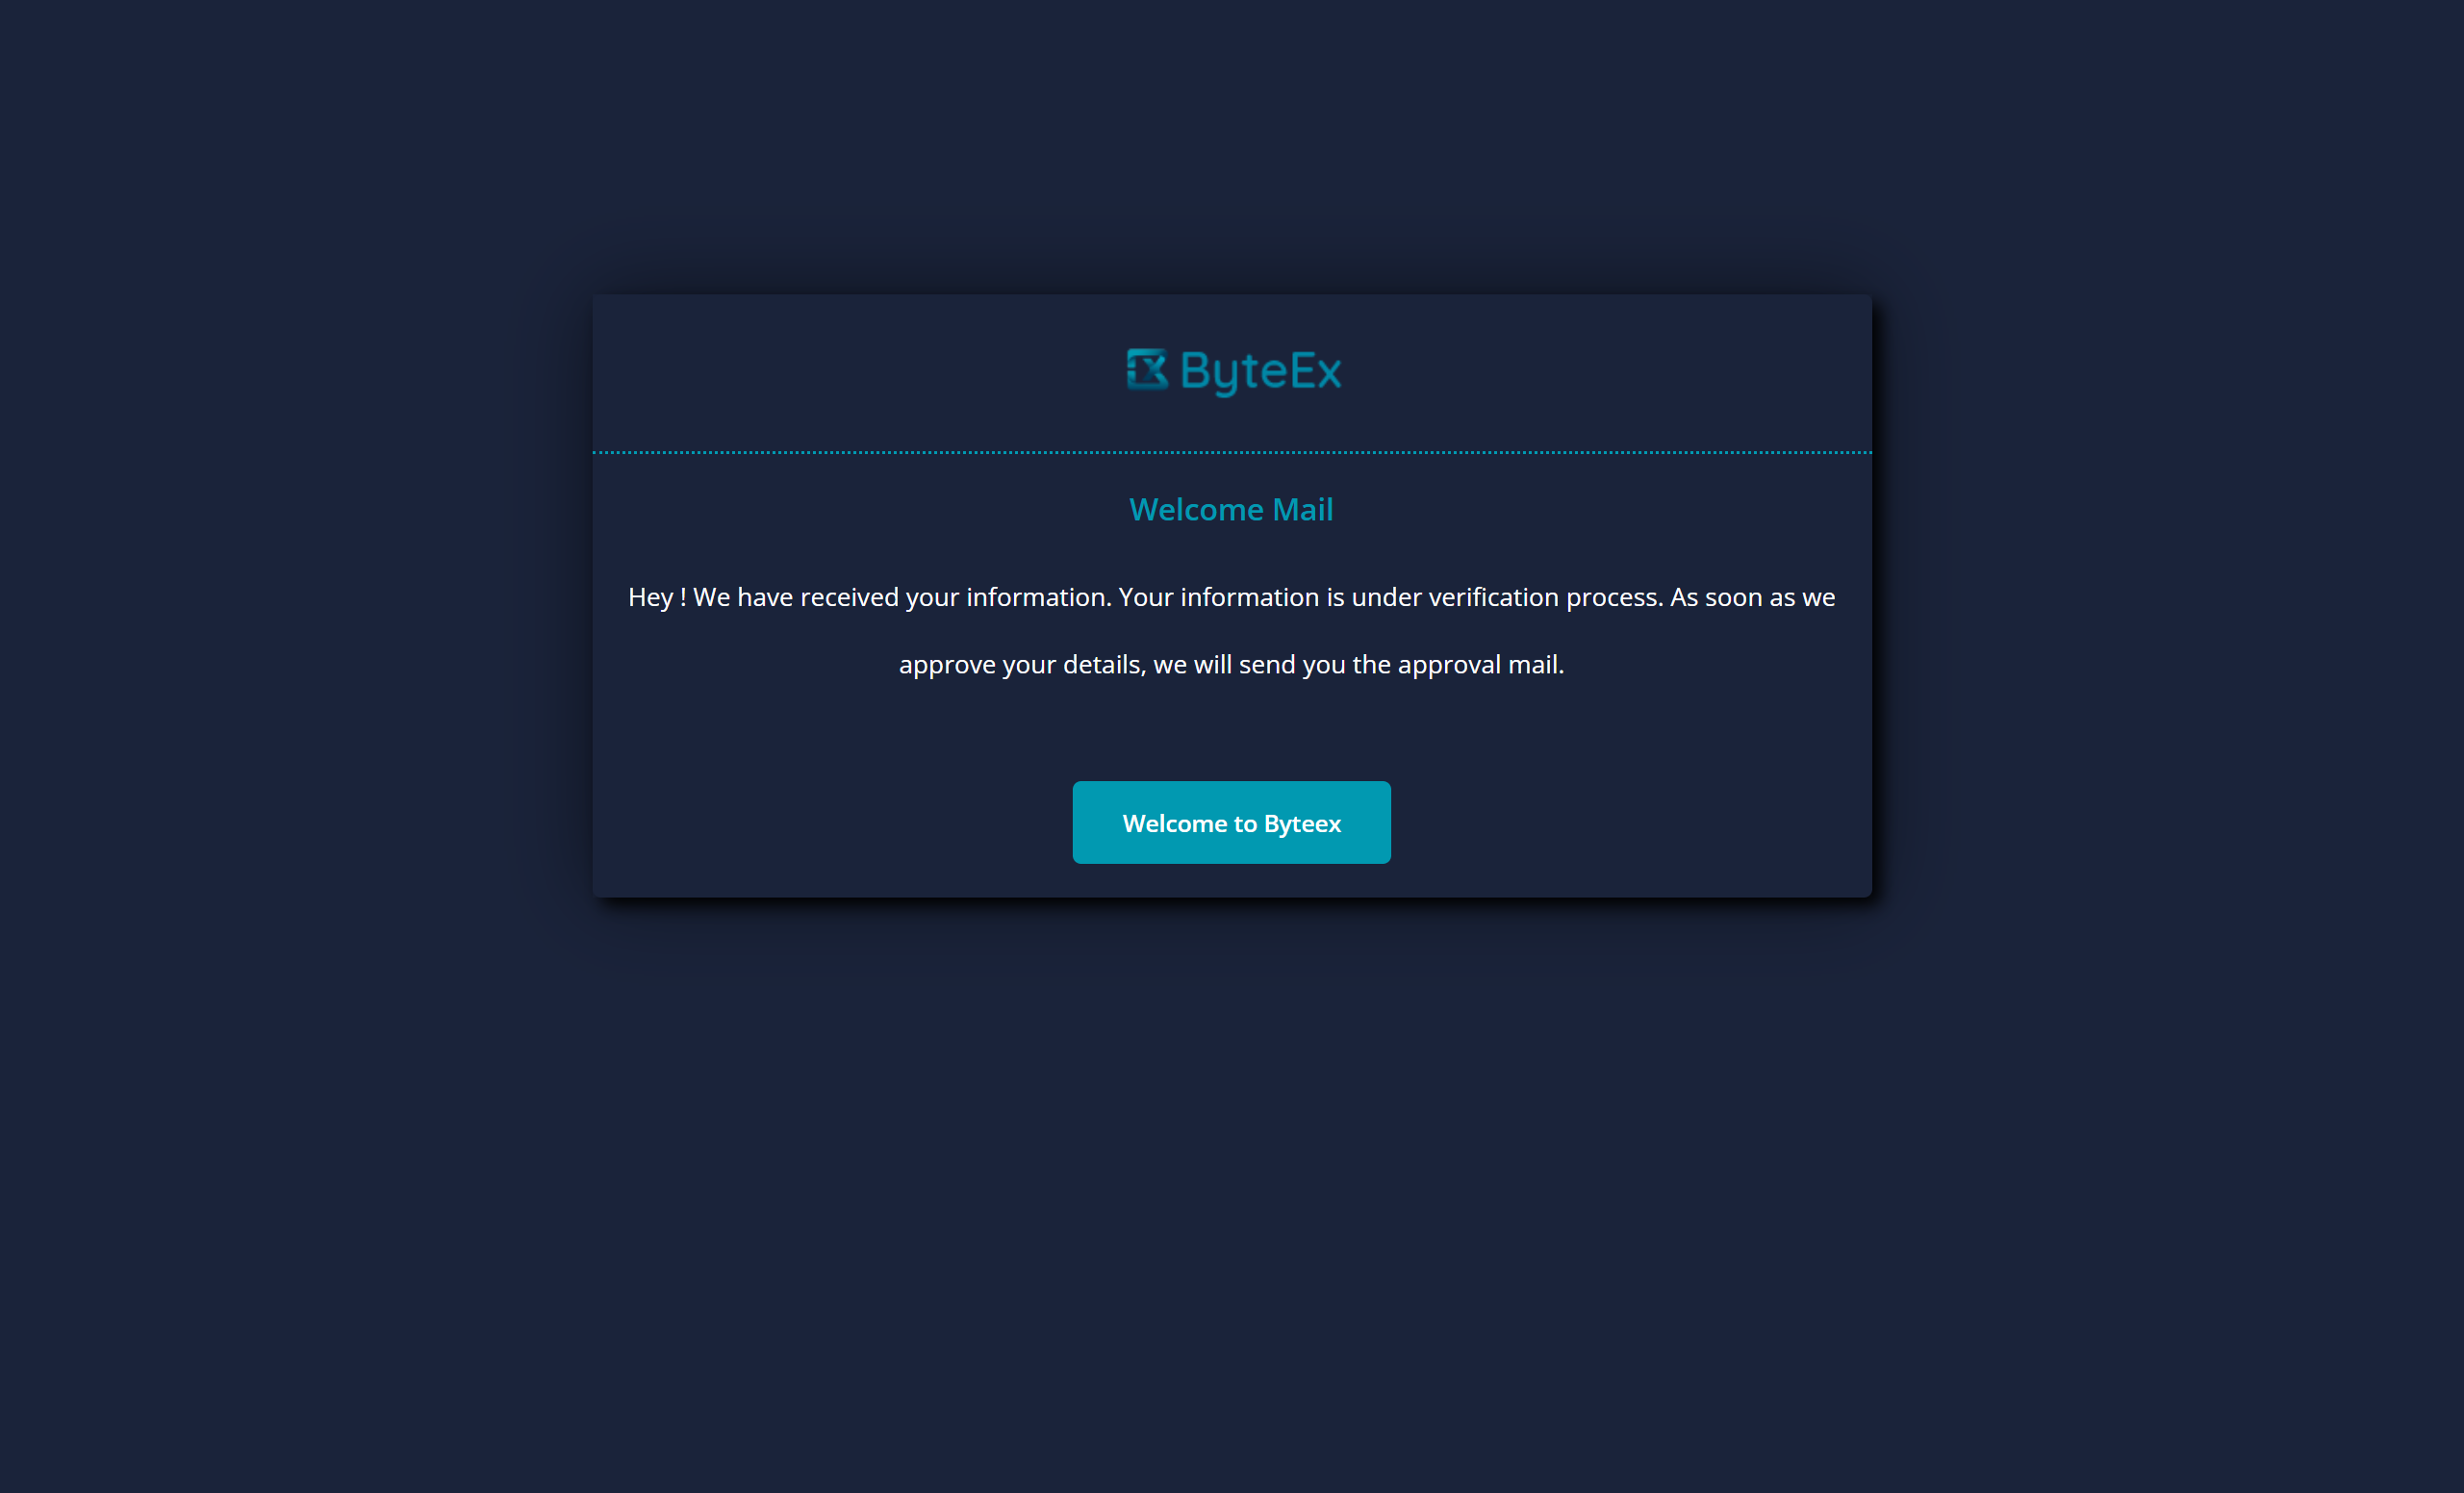 ByteEx
Welcome Mail
Hey ! We have received your information. Your information is under verification process. As soon as we
approve your details, we will send you the approval mail.
Welcome to Byteex